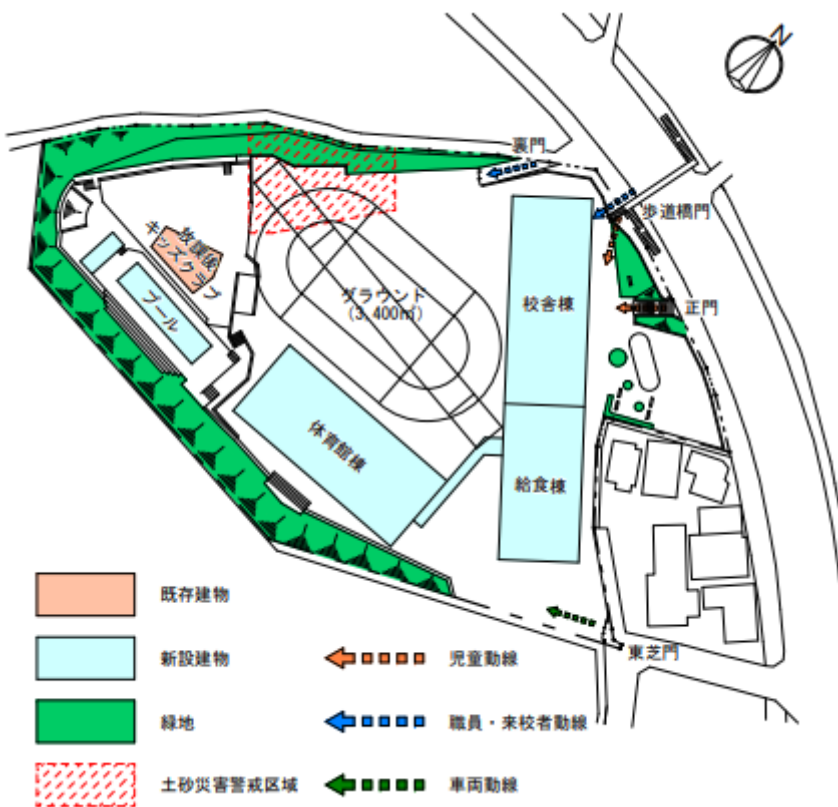 N
裏門
歩道橋門
放課後
キッズクラブ
グラウンド
(3,400㎡)
校舎棟
正門
プール
体育館棟
給食棟
既存建物
新設建物
児童動線
東芝門
緑地
職員・来校者動線
土砂災害警戒区域
車両動線